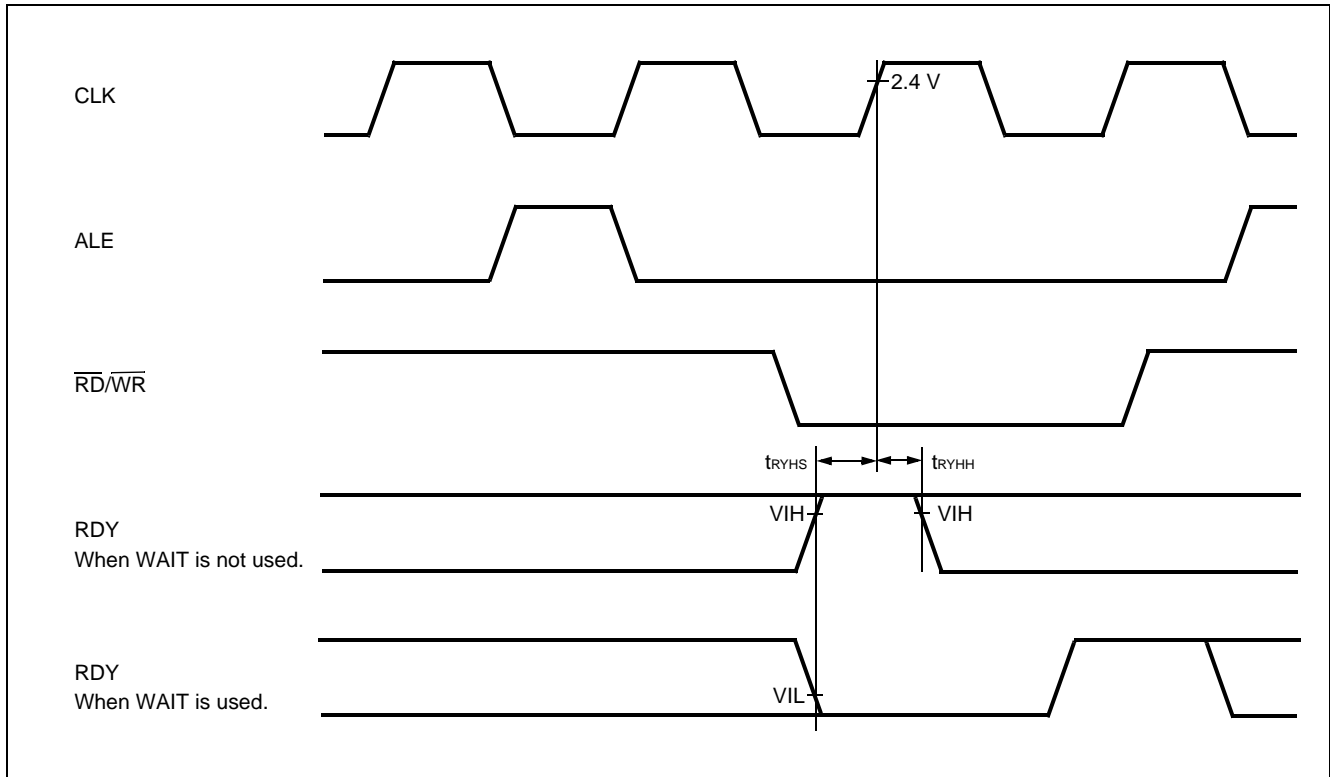 CLK
2.4 V
ALE
RD/WR
tRYHS
tRYHH
VIH
VIH
RDY
When WAIT is not used.
RDY
When WAIT is used.
VIL